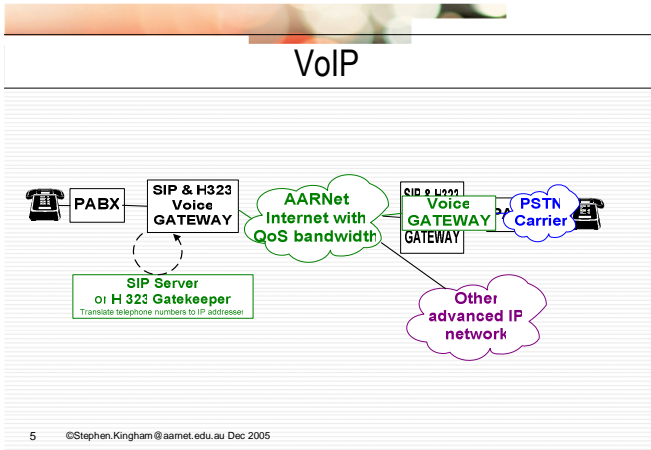 VoIP
PABX
SIP & H323
Voice
GATEWAY
AARNet
Internet with
QoS bandwidth
SIP & H323
GATEWAY
Voice
GATEWAY
PSTN
Carrier
SIP Server
or H 323 Gatekeeper
Translate telephone numbers to IP addresses
Other
advanced IP
network
5
©Stephen.Kingham@aarnet.edu.au Dec 2005